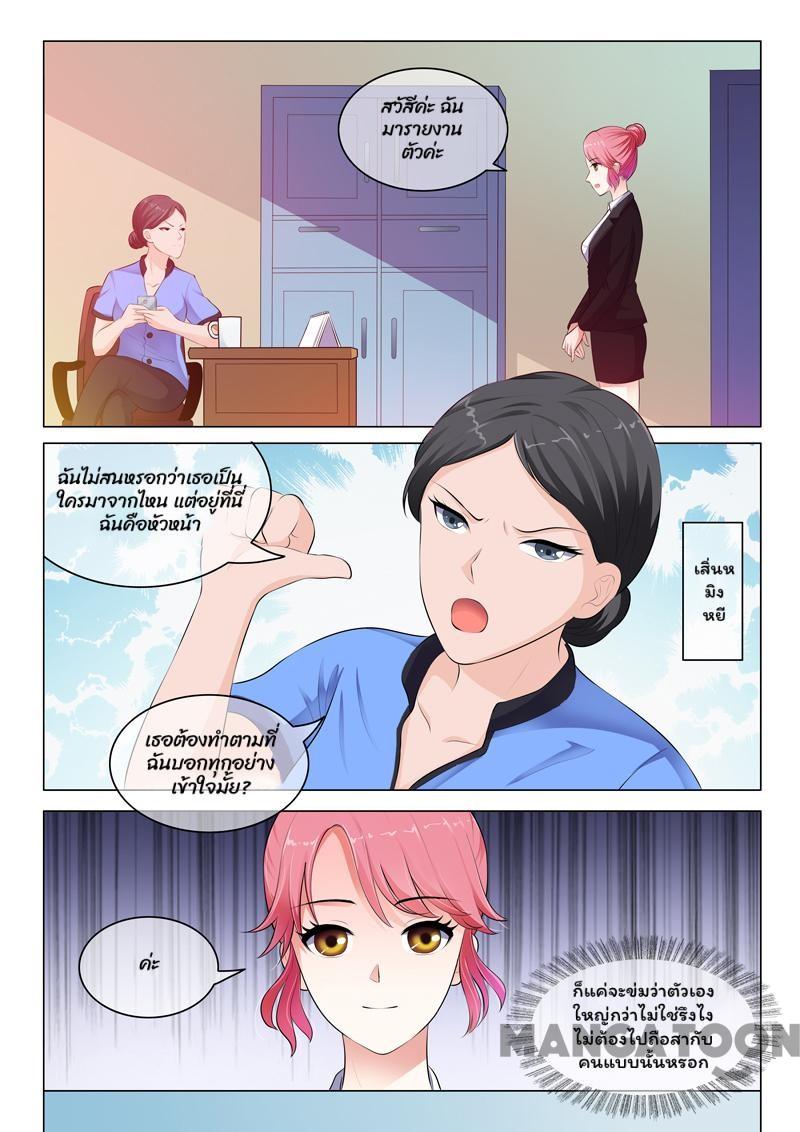 สวัสีค่ะ ฉัน
มารายงาน
ตัวค่ะ
ฉันไม่สนหรอกว่าเธอเป็น
ใครมาจากไหน แต่อยู่ที่นี่
ฉันคือหัวหน้า
เสิ่นห
มิง
หยี
เธอต้องทำตามที่
ฉันบอกทุกอย่าง
เข้าใจมั้ย?
ค่ะ
ก็แค่จะข่มว่าตัวเอง
ใหญ่กว่าไม่ใช่รึไง
ไม่ต้องไปถือสากับ
คนแบบนั้นหรอก
MANGATOON